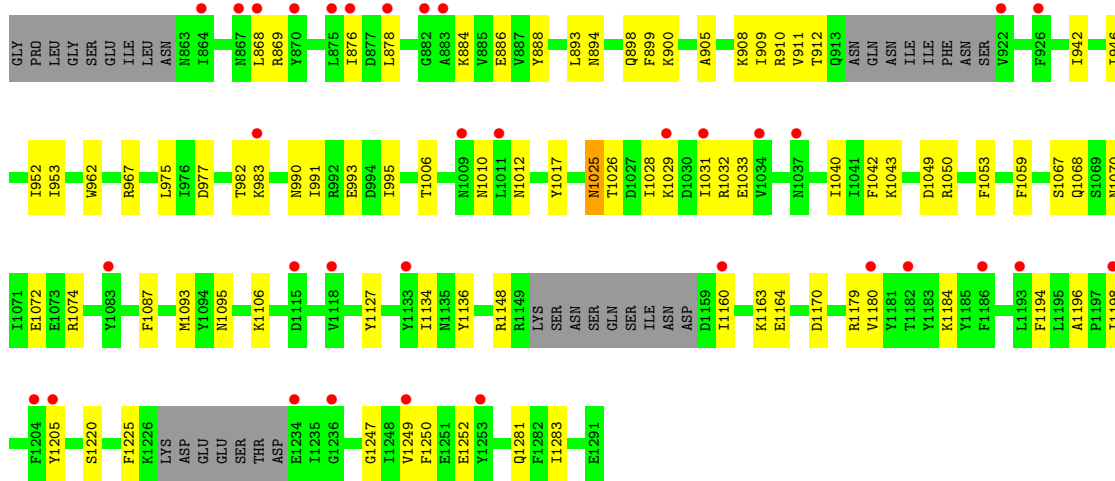 GLY PRO LEU GLY SER GLU ILE LEU ASN N863 I864 N867 L868 R869 Y870 L875 I876 D877 L878 G882 A883 K884 V885 E886 V887 Y888 L893 N894 Q898 F899 K900 A905 K908 I909 R910 V911 T912 Q913 ASN GLN ASN ILE ILE PHE ASN SER V922 F926 I942
I952 I953 W962 R967 L975 I976 D977 T982 K983 N990 I991 R992 E993 D994 I995 T1006 N1009 N1010 L1011 N1012 Y1017 N1025 T1026 D1027 I1028 K1029 D1030 I1031 R1032 E1033 V1034 N1037 I1040 I1041 F1042 K1043 D1049 R1050 F1053 F1059 S1067 Q1068 S1069 N1070
I1071 E1072 E1073 R1074 Y1083 F1087 M1093 Y1094 N1095 K1106 D1115 V1118 Y1127 Y1133 I1134 N1135 Y1136 R1148 R1149 LYS SER ASN SER GLN SER ILE ASN ASP D1159 I1160 K1163 E1164 D1170 R1179 V1180 Y1181 T1182 Y1183 K1184 Y1185 F1186 L1193 F1194 L1195 A1196 P1197
F1204 Y1205 S1220 F1225 K1226 LYS ASP GLU GLU SER THR ASP E1234 I1235 G1236 G1247 I1248 V1249 F1250 E1251 E1252 Y1253 Q1281 F1282 I1283 E1291